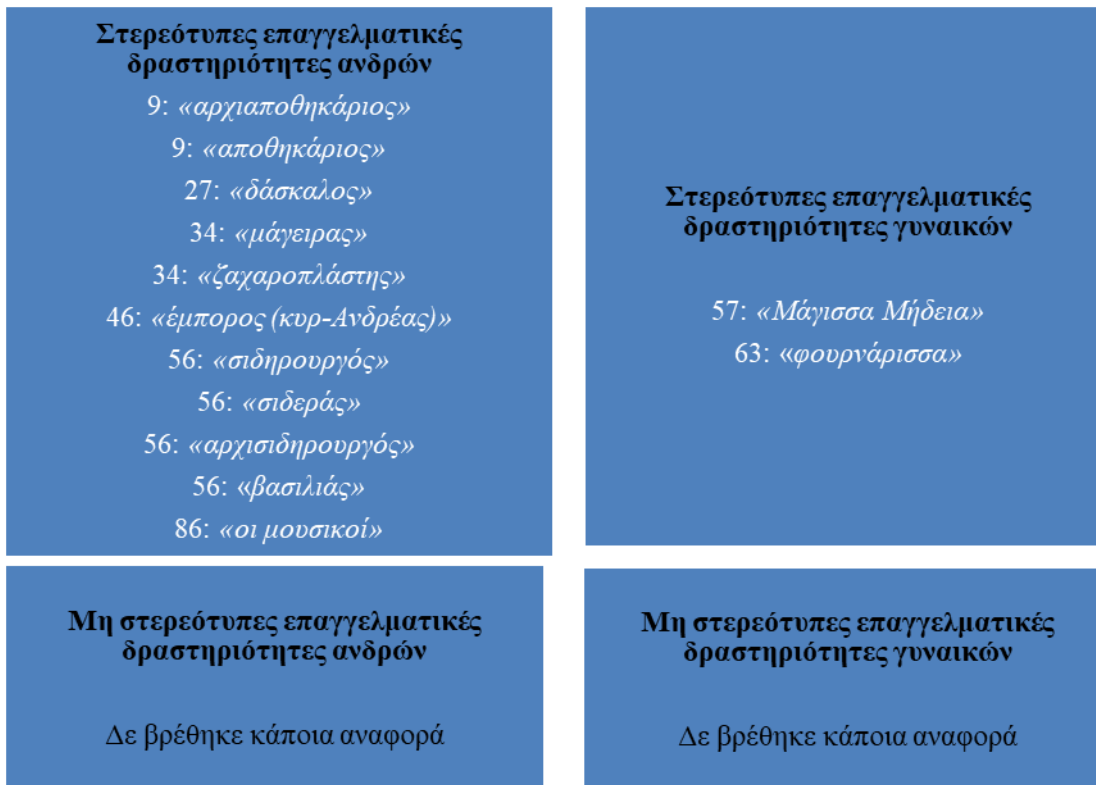 Στερεότυπες επαγγελματικές
δραστηριότητες ανδρών
9: «αρχιαποθηκάριος»
9: «αποθηκάριος»
27: «δάσκαλος»
34: «μάγειρας»
34: «ζαχαροπλάστης»
46: «έμπορος (κυρ-Ανδρέας)»
56: «σιδηρουργός»
56: «σιδεράς»
56: «αρχισιδηρουργός»
56: «βασιλιάς»
86: «οι μουσικοί»
Στερεότυπες επαγγελματικές
δραστηριότητες γυναικών
57: «Μάγισσα Μήδεια»
63: «φουρνάρισσα»
Μη στερεότυπες επαγγελματικές
δραστηριότητες ανδρών
Δε βρέθηκε κάποια αναφορά
Μη στερεότυπες επαγγελματικές
δραστηριότητες γυναικών
Δε βρέθηκε κάποια αναφορά